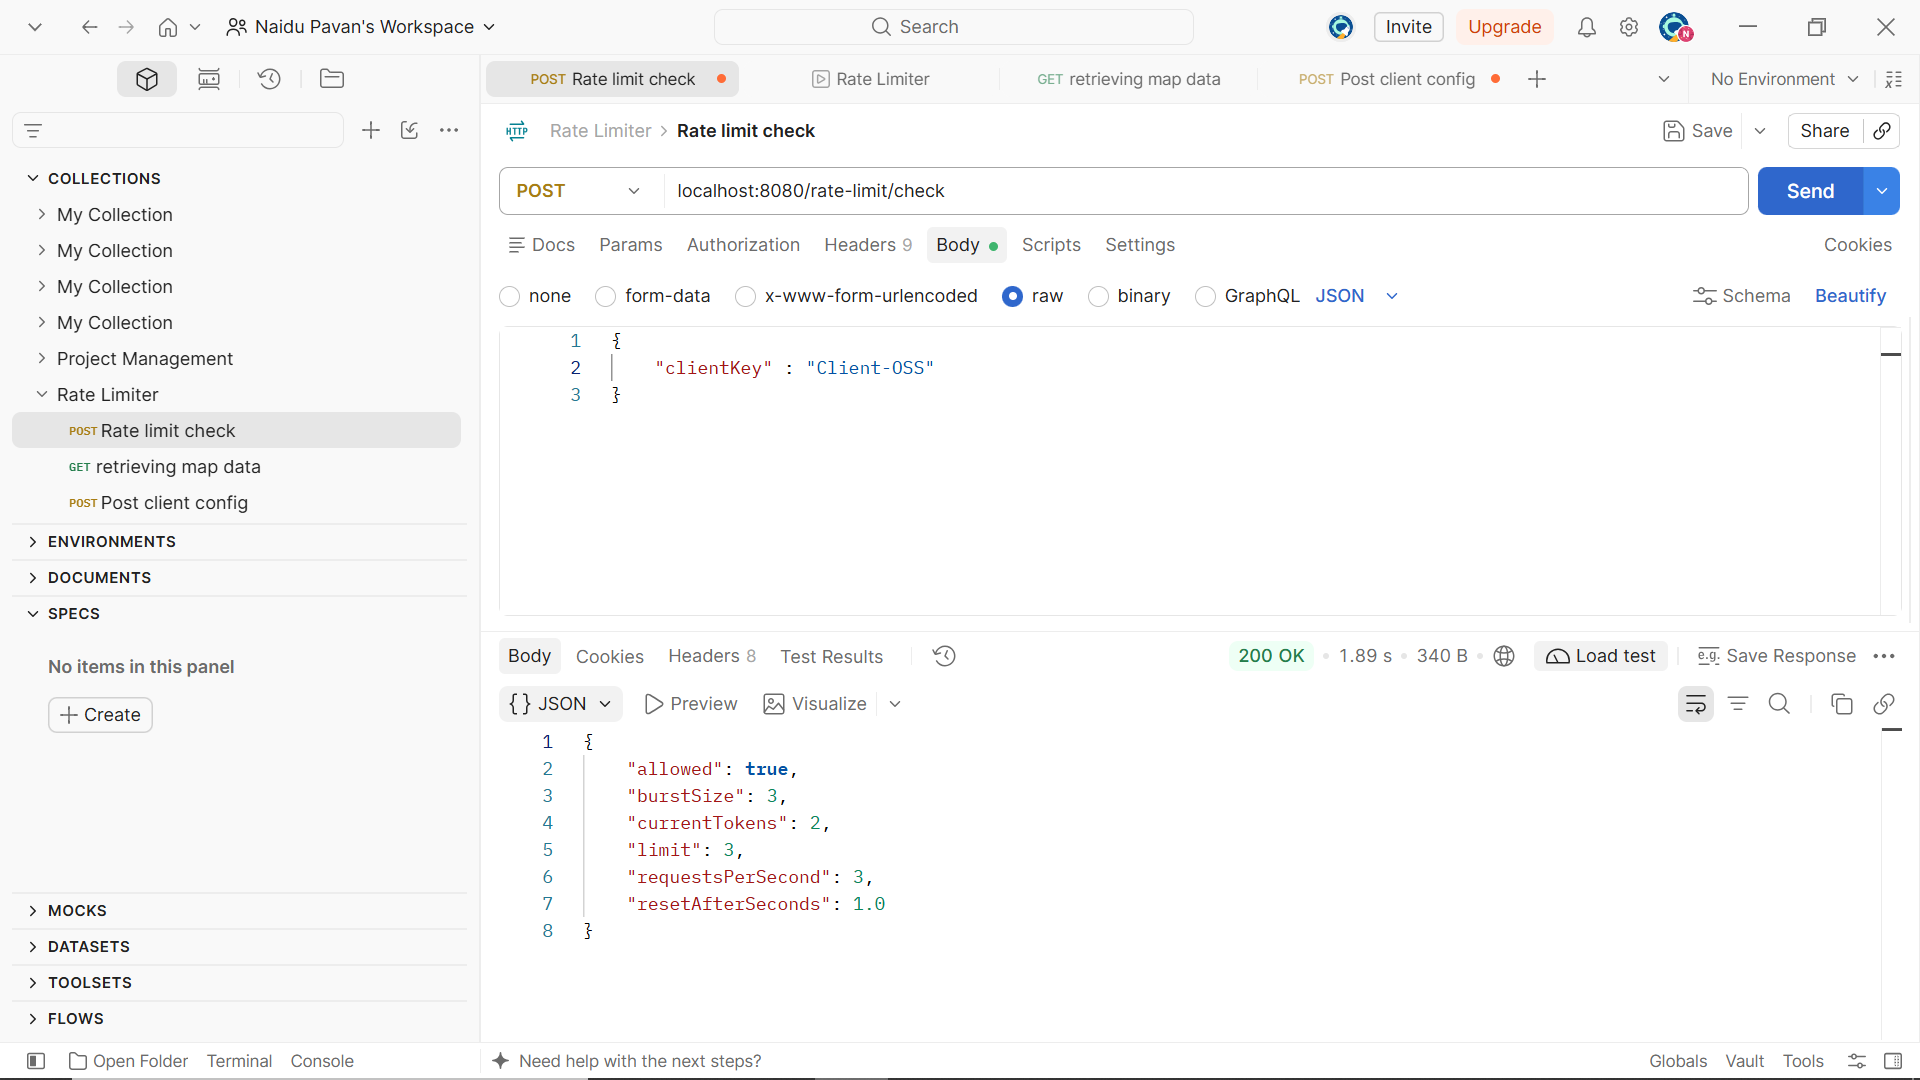 Naidu Pavan's Workspace
Search
Invite
Upgrade
N
POST Rate limit check
Rate Limiter
GET retrieving map data
POST Post client config
No Environment
HTTP Rate Limiter > Rate limit check
Save
Share
POST
localhost:8080/rate-limit/check
Send
Docs
Params
Authorization
Headers 9
Body
Scripts
Settings
Cookies
none
form-data
x-www-form-urlencoded
raw
binary
GraphQL
JSON
Schema
Beautify
1 {
2 "clientKey" : "Client-OSS"
3 }
COLLECTIONS
My Collection
My Collection
My Collection
My Collection
Project Management
Rate Limiter
POST Rate limit check
GET retrieving map data
POST Post client config
ENVIRONMENTS
DOCUMENTS
SPECS
No items in this panel
+ Create
MOCKS
DATASETS
TOOLSETS
FLOWS
Body
Cookies
Headers 8
Test Results
200 OK • 1.89 s • 340 B
Load test
e.g. Save Response
{ } JSON
Preview
Visualize
1 {
2 "allowed": true,
3 "burstSize": 3,
4 "currentTokens": 2,
5 "limit": 3,
6 "requestsPerSecond": 3,
7 "resetAfterSeconds": 1.0
8 }
Open Folder
Terminal
Console
Need help with the next steps?
Globals
Vault
Tools